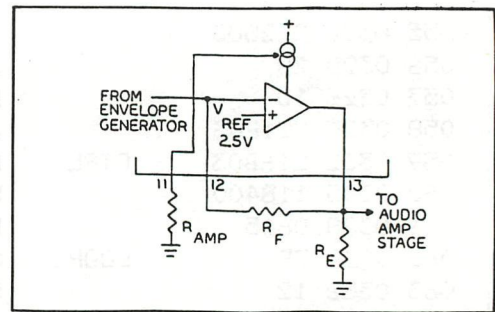 +
FROM
ENVELOPE
GENERATOR
V
-
+
REF
2.5V
11
12
13
R AMP
R F
R E
TO
AUDIO
AMP
STAGE